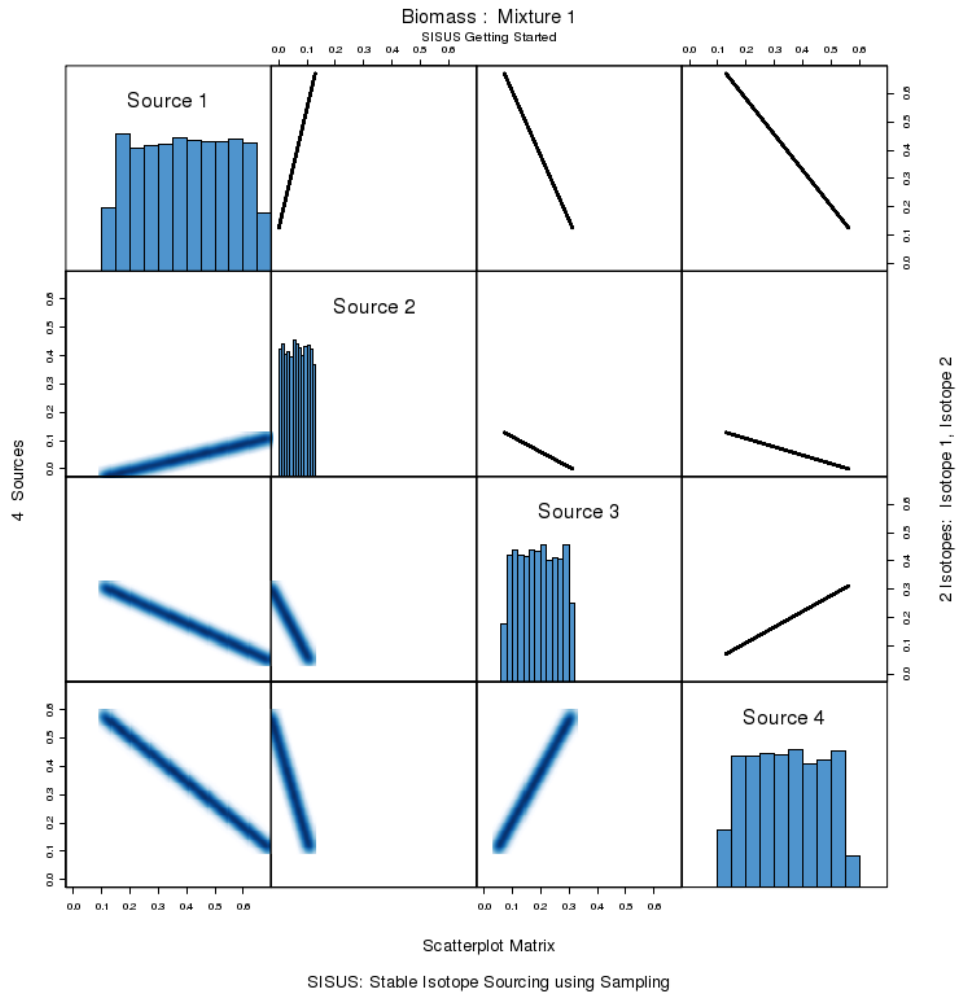 Biomass : Mixture 1
SISUS Getting Started
0.0 0.1 0.2 0.3 0.4 0.5 0.6
0.0 0.1 0.2 0.3 0.4 0.5 0.6
Source 1
0.6
0.5
0.4
0.3
0.2
0.1
0.0
0.6
0.5
0.4
0.3
0.2
0.1
0.0
Source 2
4 Sources
2 Isotopes: Isotope 1, Isotope 2
Source 3
0.6
0.5
0.4
0.3
0.2
0.1
0.0
0.6
0.5
0.4
0.3
0.2
0.1
0.0
Source 4
0.0 0.1 0.2 0.3 0.4 0.5 0.6
0.0 0.1 0.2 0.3 0.4 0.5 0.6
Scatterplot Matrix
SISUS: Stable Isotope Sourcing using Sampling